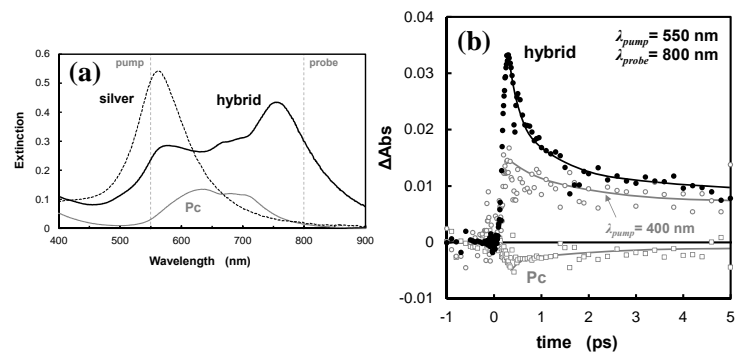 (a)
pump
probe
silver
hybrid
Pc
Extinction
0.6
0.5
0.4
0.3
0.2
0.1
0
400
500
600
700
800
900
Wavelength (nm)
(b)
λpump= 550 nm
λprobe= 800 nm
hybrid
λpump= 400 nm
Pc
ΔAbs
0.04
0.03
0.02
0.01
0
-0.01
-1
0
1
2
3
4
5
time (ps)